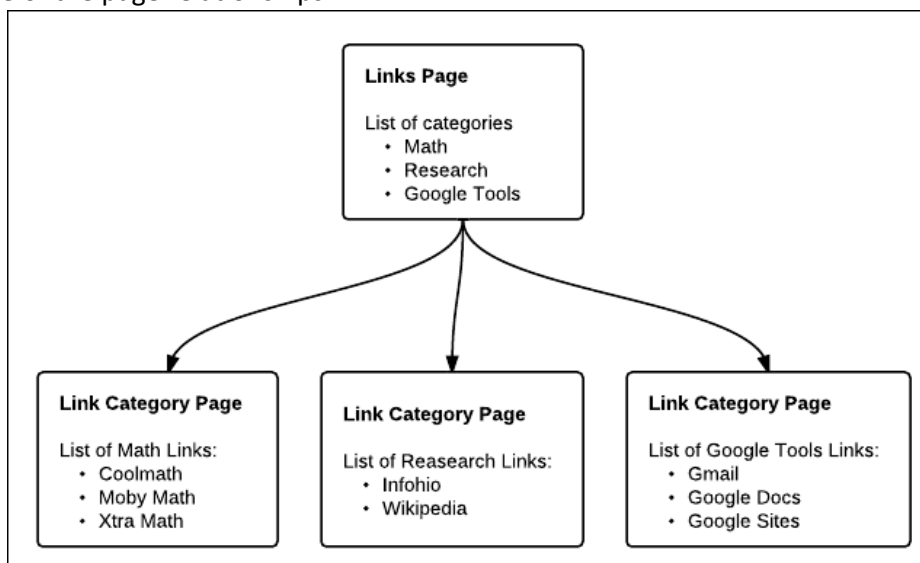 Links Page
List of categories
• Math
• Research
• Google Tools
Link Category Page
List of Math Links:
• Coolmath
• Moby Math
• Xtra Math
Link Category Page
List of Reasearch Links:
• Infohio
• Wikipedia
Link Category Page
List of Google Tools Links:
• Gmail
• Google Docs
• Google Sites